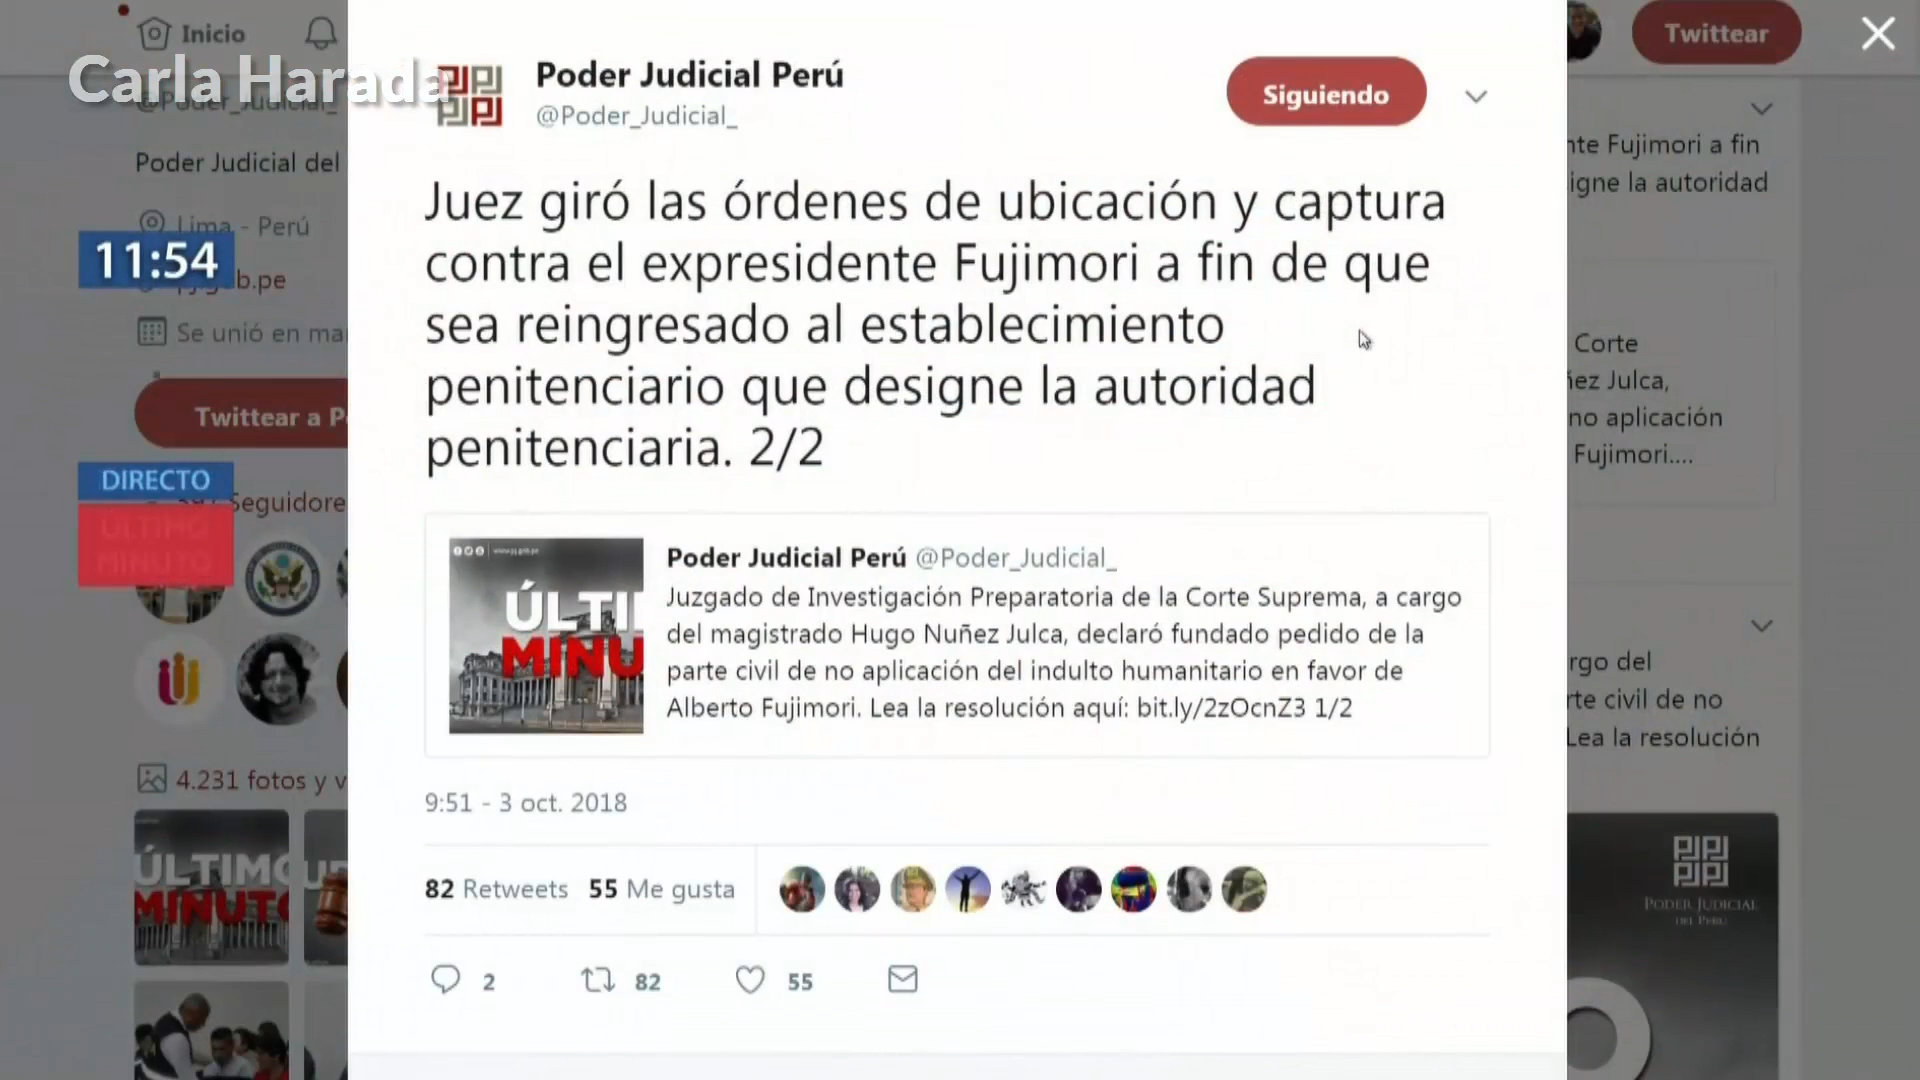 Inicio
Twittear
Carla Harada
Poder Judicial Perú
@Poder_Judicial_
Siguiendo
@Poder_Judicial_
Poder Judicial del
Lima - Perú
11:54
b.pe
Se unió en mar
Twittear a P
DIRECTO
Seguidore
ÚLTIMO
MINUTO
4.231 fotos y v
ÚLTIMO
MINUTO
Juez giró las órdenes de ubicación y captura
contra el expresidente Fujimori a fin de que
sea reingresado al establecimiento
penitenciario que designe la autoridad
penitenciaria. 2/2
www.pj.gob.pe
ÚLTI
MINU
Poder Judicial Perú @Poder_Judicial_
Juzgado de Investigación Preparatoria de la Corte Suprema, a cargo
del magistrado Hugo Nuñez Julca, declaró fundado pedido de la
parte civil de no aplicación del indulto humanitario en favor de
Alberto Fujimori. Lea la resolución aquí: bit.ly/2zOcnZ3 1/2
9:51 - 3 oct. 2018
82 Retweets 55 Me gusta
2 82 55
nte Fujimori a fin
igne la autoridad
Corte
ñez Julca,
no aplicación
Fujimori....
rgo del
rte civil de no
Lea la resolución
PODER JUDICIAL
DEL PERÚ